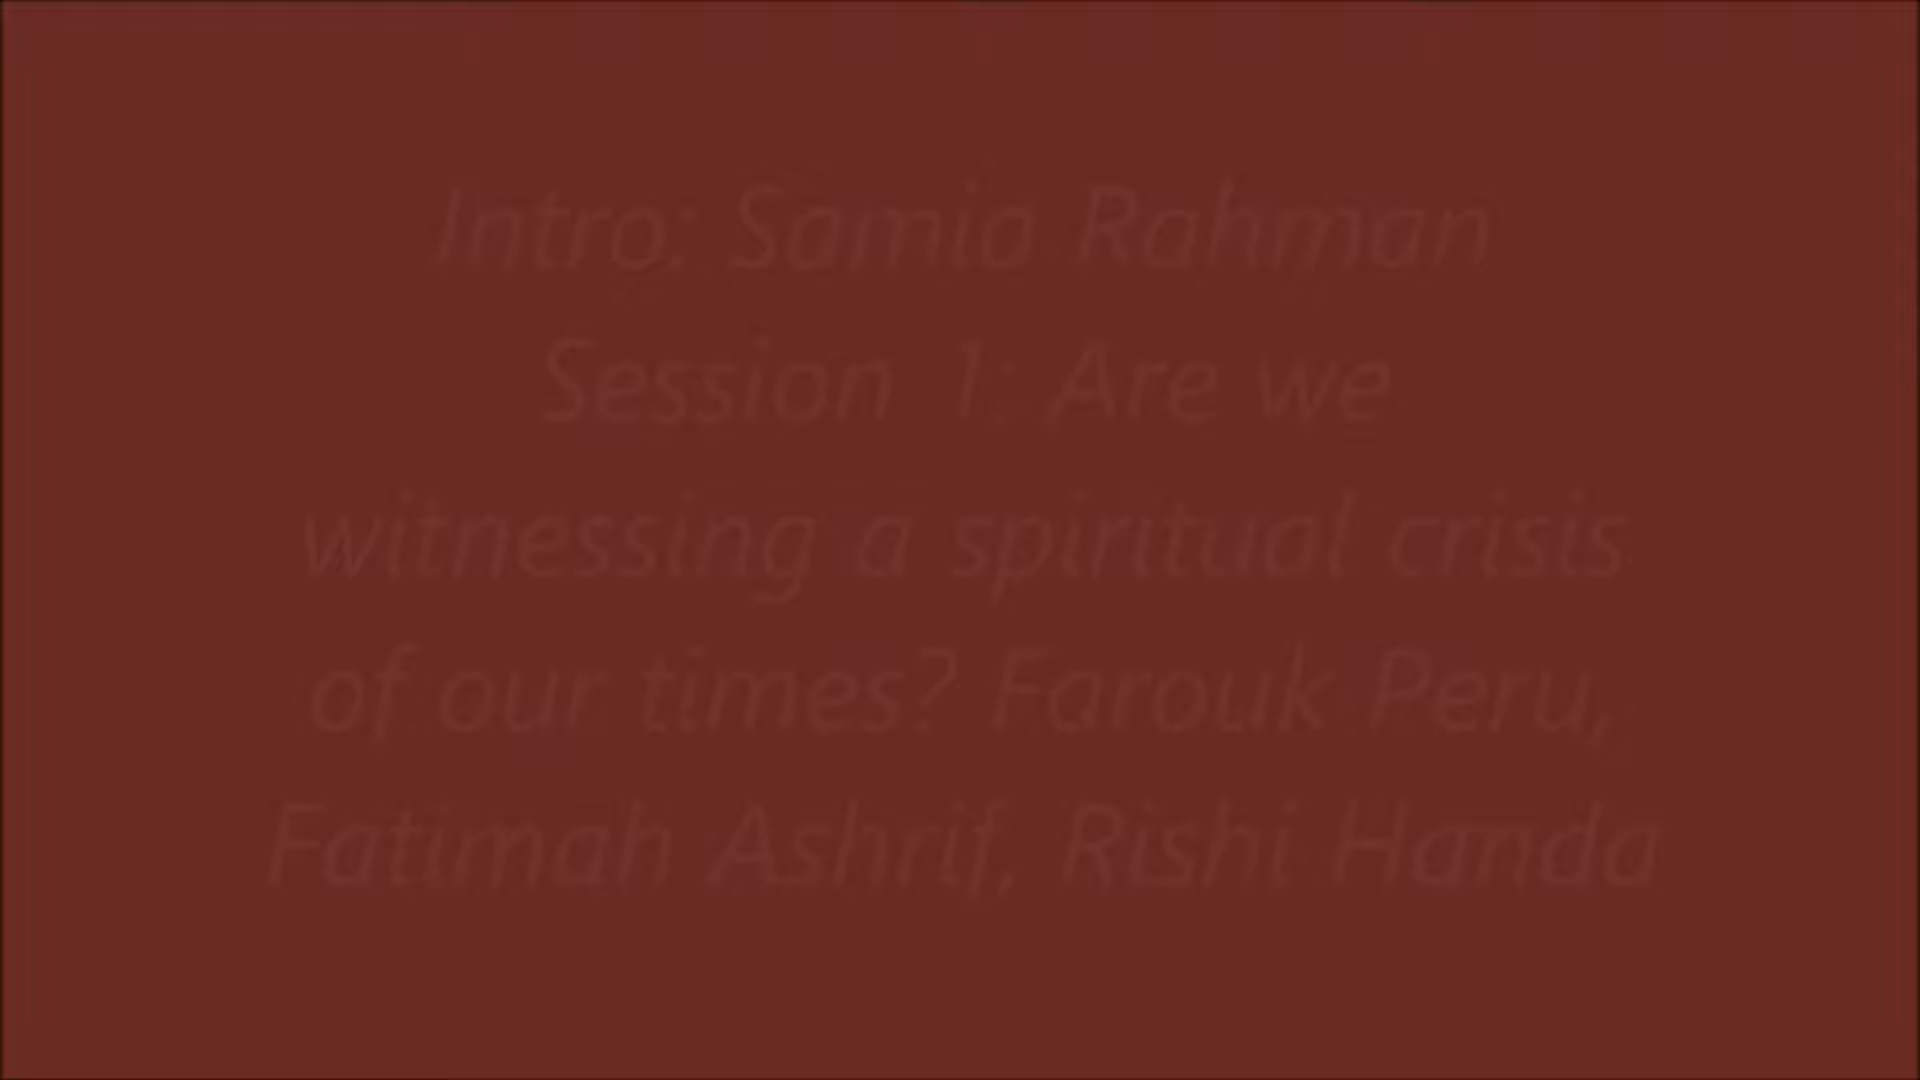 Intro: Samia Rahman
Session 1: Are we
witnessing a spiritual crisis
of our times? Farouk Peru,
Fatimah Ashrif, Rishi Handa